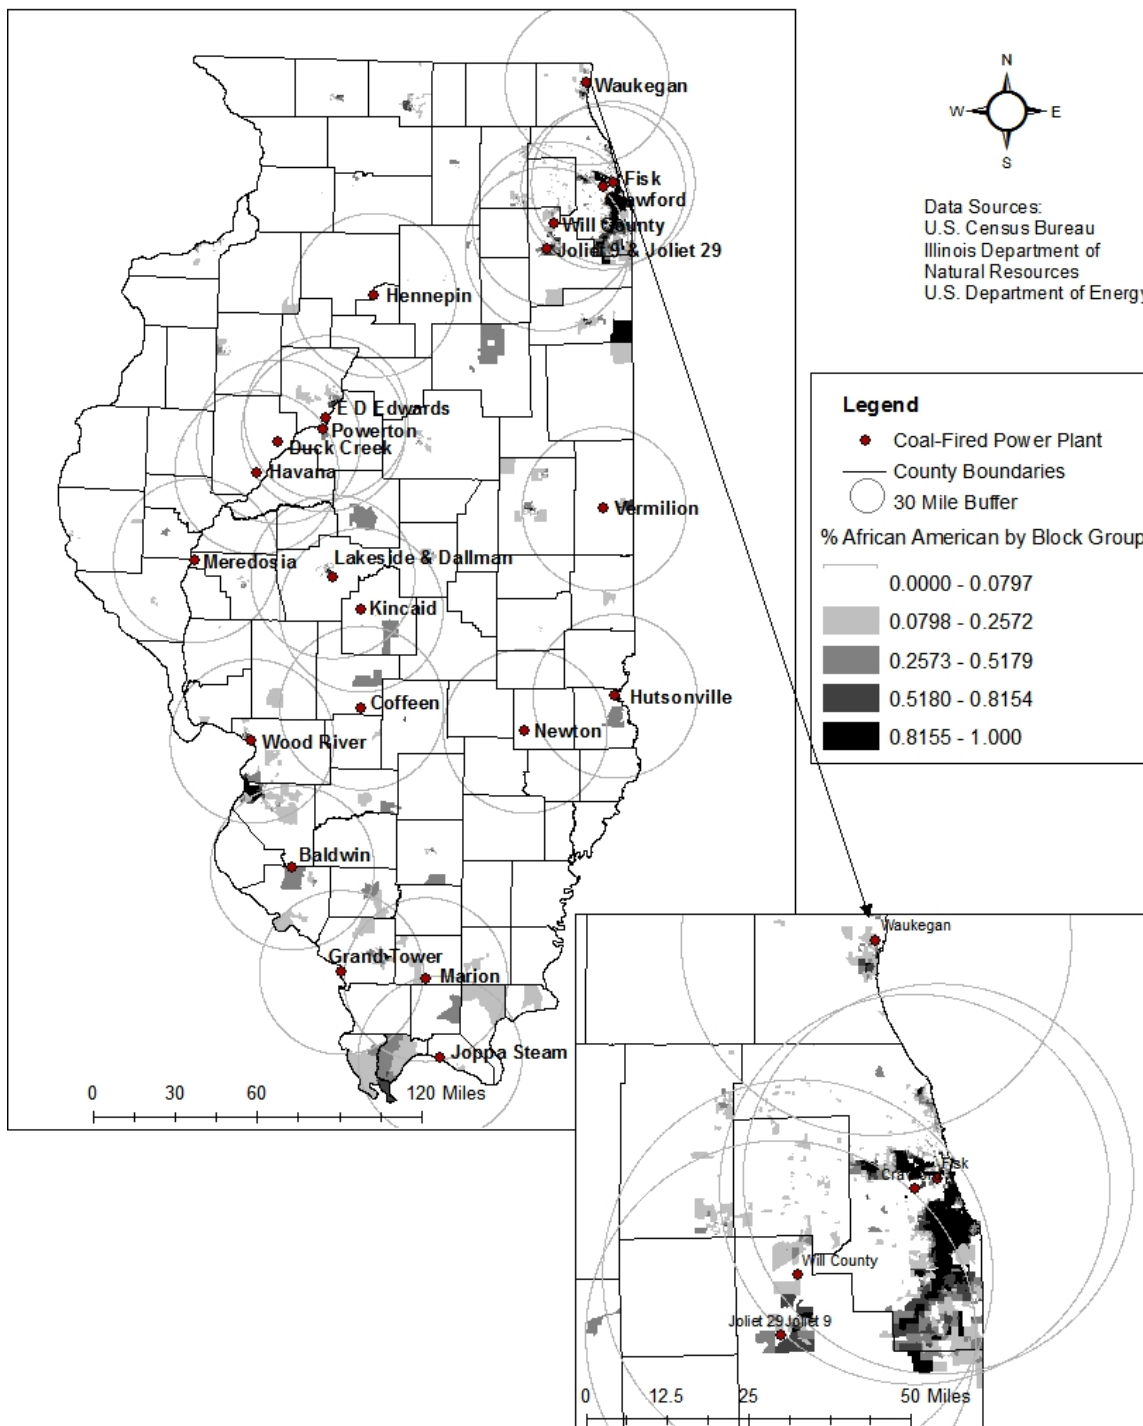 Waukegan
N
W
E
S
Fisk
Will County
Joliet 9 & Joliet 29
Data Sources:
U.S. Census Bureau
Illinois Department of
Natural Resources
U.S. Department of Energy
Hennepin
E D Edwards
Powerton
Duck Creek
Havana
Legend
Coal-Fired Power Plant
County Boundaries
30 Mile Buffer
% African American by Block Group
0.0000 - 0.0797
0.0798 - 0.2572
0.2573 - 0.5179
0.5180 - 0.8154
0.8155 - 1.000
Vermilion
Meredosia
Lakeside & Dallman
Kincaid
Coffeen
Hutsonville
Newton
Wood River
Baldwin
Grand Tower
Marion
Joppa Steam
0 30 60 120 Miles
Waukegan
Fisk
Will County
Joliet 29 Joliet 9
0 12.5 25 50 Miles